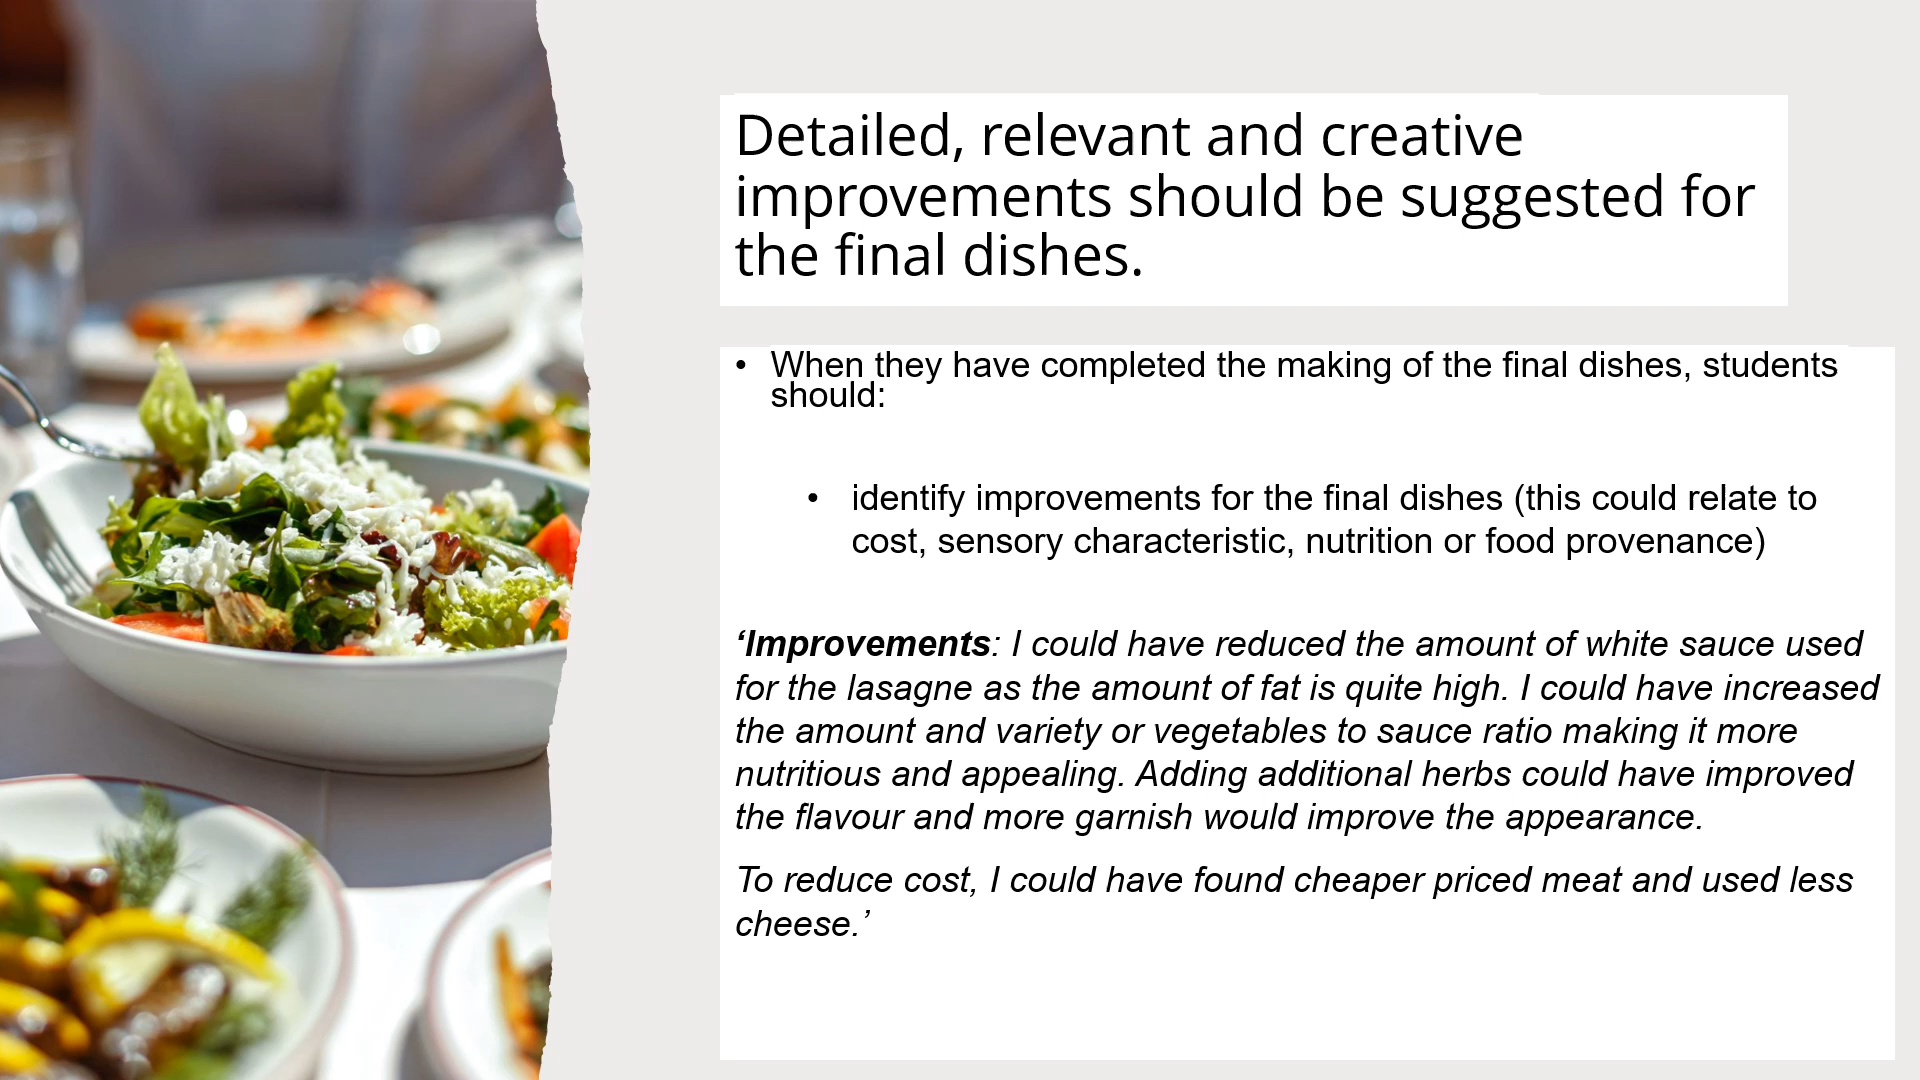 Detailed, relevant and creative
improvements should be suggested for
the final dishes.
• When they have completed the making of the final dishes, students
should:
• identify improvements for the final dishes (this could relate to
cost, sensory characteristic, nutrition or food provenance)
‘Improvements: I could have reduced the amount of white sauce used
for the lasagne as the amount of fat is quite high. I could have increased
the amount and variety or vegetables to sauce ratio making it more
nutritious and appealing. Adding additional herbs could have improved
the flavour and more garnish would improve the appearance.
To reduce cost, I could have found cheaper priced meat and used less
cheese.’